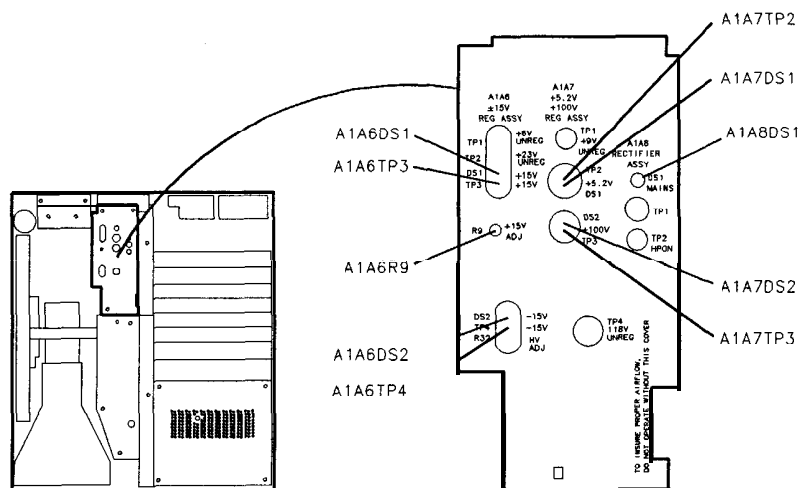 A1A7TP2
A1A7DS1
A1A8DS1
A1A6DS1
A1A6TP3
A1A6R9
A1A7DS2
A1A7TP3
A1A6DS2
A1A6TP4
A1A6
±15V
REG ASSY
A1A7
+5.2V
+100V
REG ASSY
A1A8
RECTIFIER
ASSY
TP1
+6V
UNREG
TP2
+23V
UNREG
DS1
+15V
TP3
+15V
TP1
+9V
UNREG
TP2
+5.2V
DS1
DS1
MAINS
TP1
TP2
HPON
R9
+15V
ADJ
DS2
+100V
TP3
DS2
-15V
TP4
-15V
R32
HV
ADJ
TP4
118V
UNREG
TO INSURE PROPER AIRFLOW,
DO NOT OPERATE WITHOUT THIS COVER